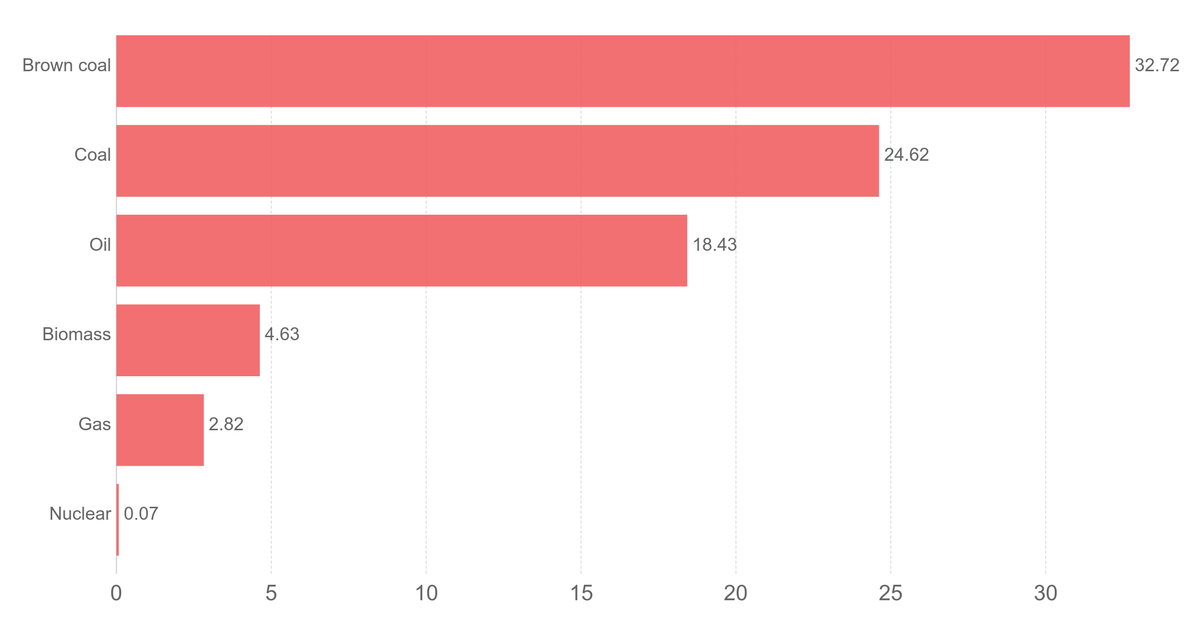 Brown coal 32.72
Coal 24.62
Oil 18.43
Biomass 4.63
Gas 2.82
Nuclear 0.07
0 5 10 15 20 25 30